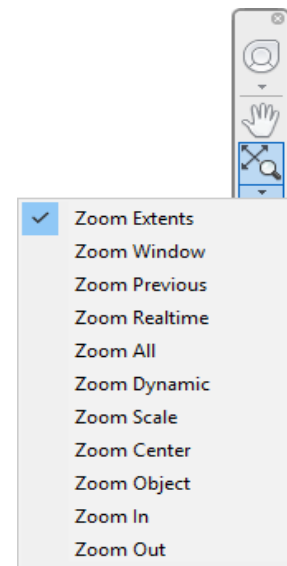 Zoom Extents
Zoom Window
Zoom Previous
Zoom Realtime
Zoom All
Zoom Dynamic
Zoom Scale
Zoom Center
Zoom Object
Zoom In
Zoom Out